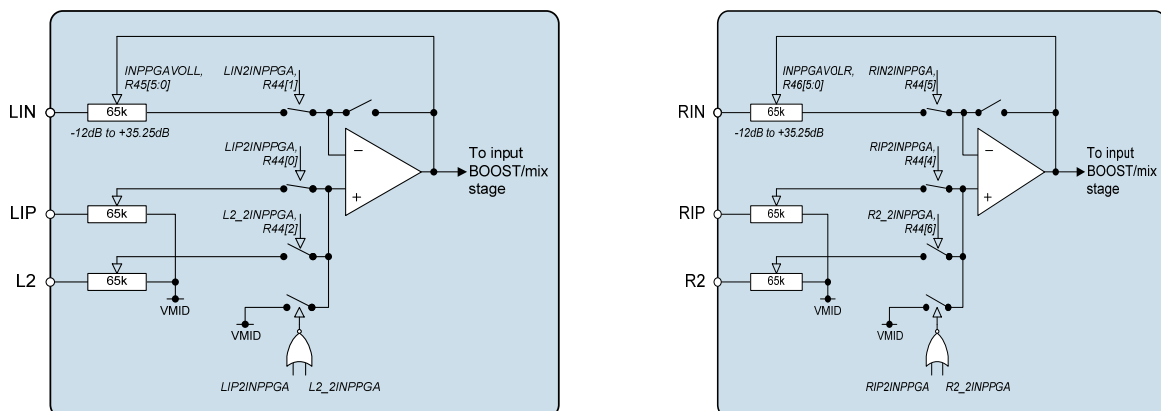 INPPGAVOLL,
R45[5:0]
LIN2INPPGA,
R44[1]
LIN
65k
-12dB to +35.25dB
LIP2INPPGA,
R44[0]
−
+
To input
BOOST/mix
stage
LIP
65k
L2_2INPPGA,
R44[2]
L2
65k
VMID
VMID
LIP2INPPGA
L2_2INPPGA
INPPGAVOLR,
R46[5:0]
RIN2INPPGA,
R44[5]
RIN
65k
-12dB to +35.25dB
RIP2INPPGA,
R44[4]
−
+
To input
BOOST/mix
stage
RIP
65k
R2_2INPPGA,
R44[6]
R2
65k
VMID
VMID
RIP2INPPGA
R2_2INPPGA